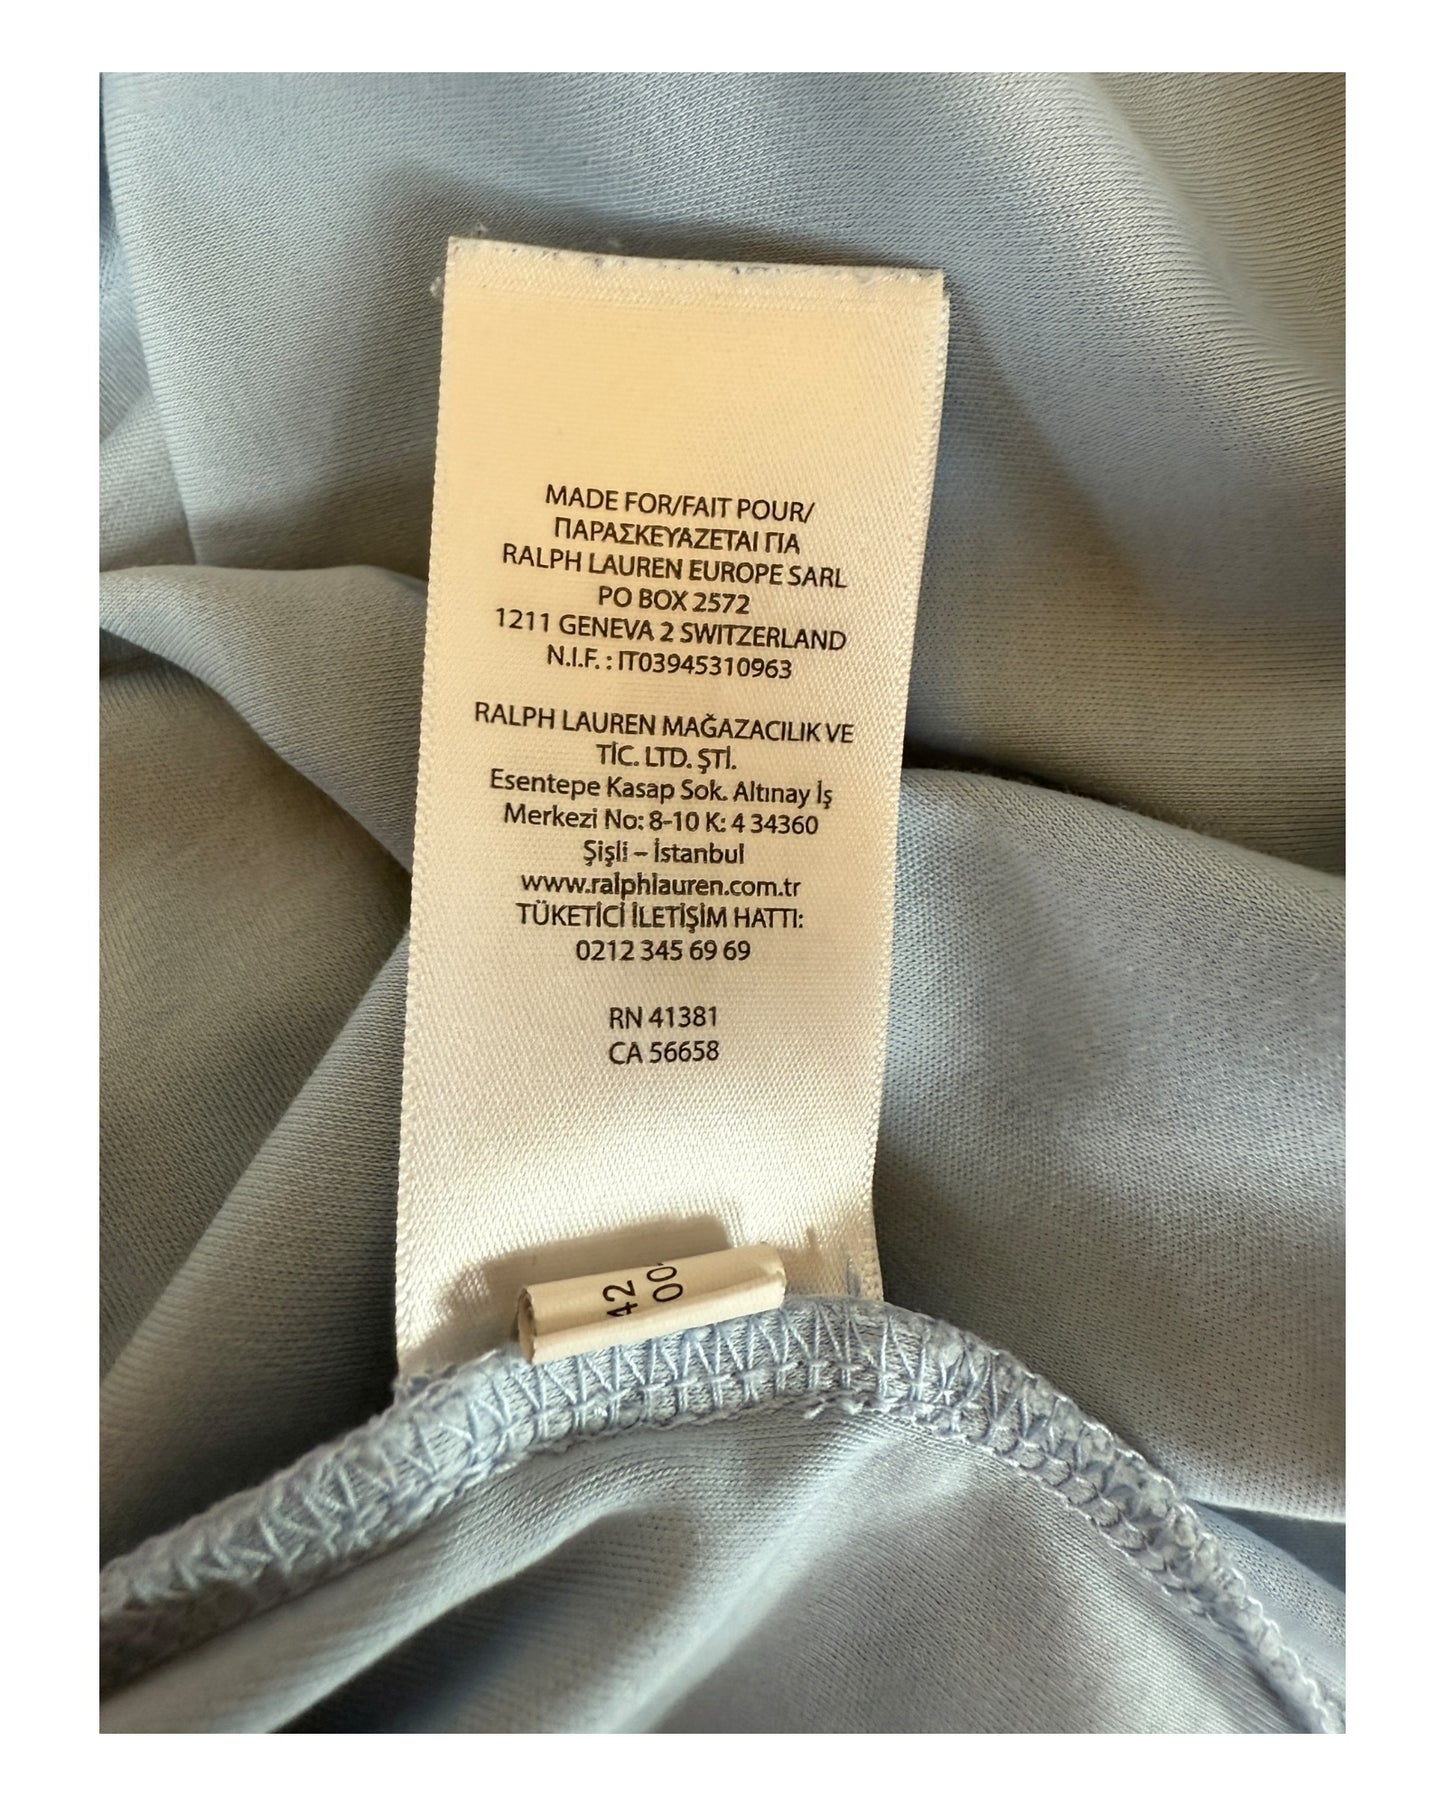 MADE FOR/FAIT POUR/
ΠΑΡΑΣΚΕΥΑΖΕΤΑΙ ΓΙΑ
RALPH LAUREN EUROPE SARL
PO BOX 2572
1211 GENEVA 2 SWITZERLAND
N.I.F. : IT03945310963
RALPH LAUREN MAĞAZACILIK VE
TİC. LTD. ŞTİ.
Esentepe Kasap Sok. Altınay İş
Merkezi No: 8-10 K: 4 34360
Şişli – İstanbul
www.ralphlauren.com.tr
TÜKETİCİ İLETİŞİM HATTI:
0212 345 69 69
RN 41381
CA 56658
42
00